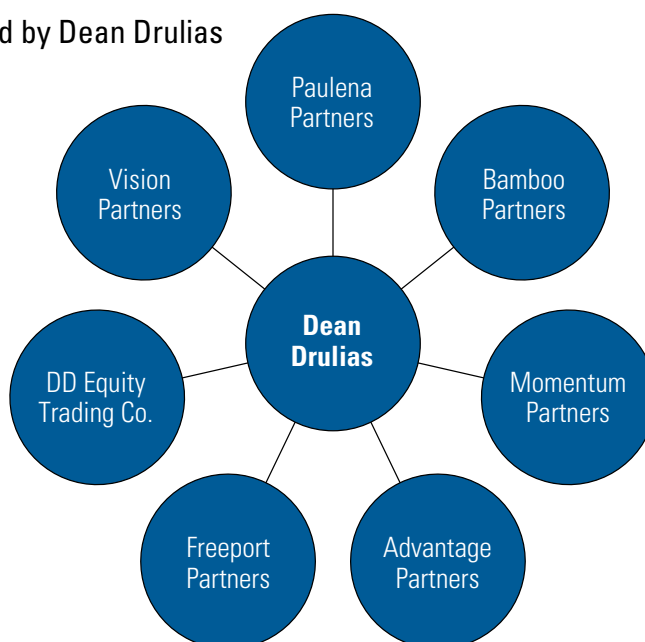 d by Dean Drulias
Paulena
Partners
Vision
Partners
Bamboo
Partners
Dean
Drulias
DD Equity
Trading Co.
Momentum
Partners
Freeport
Partners
Advantage
Partners